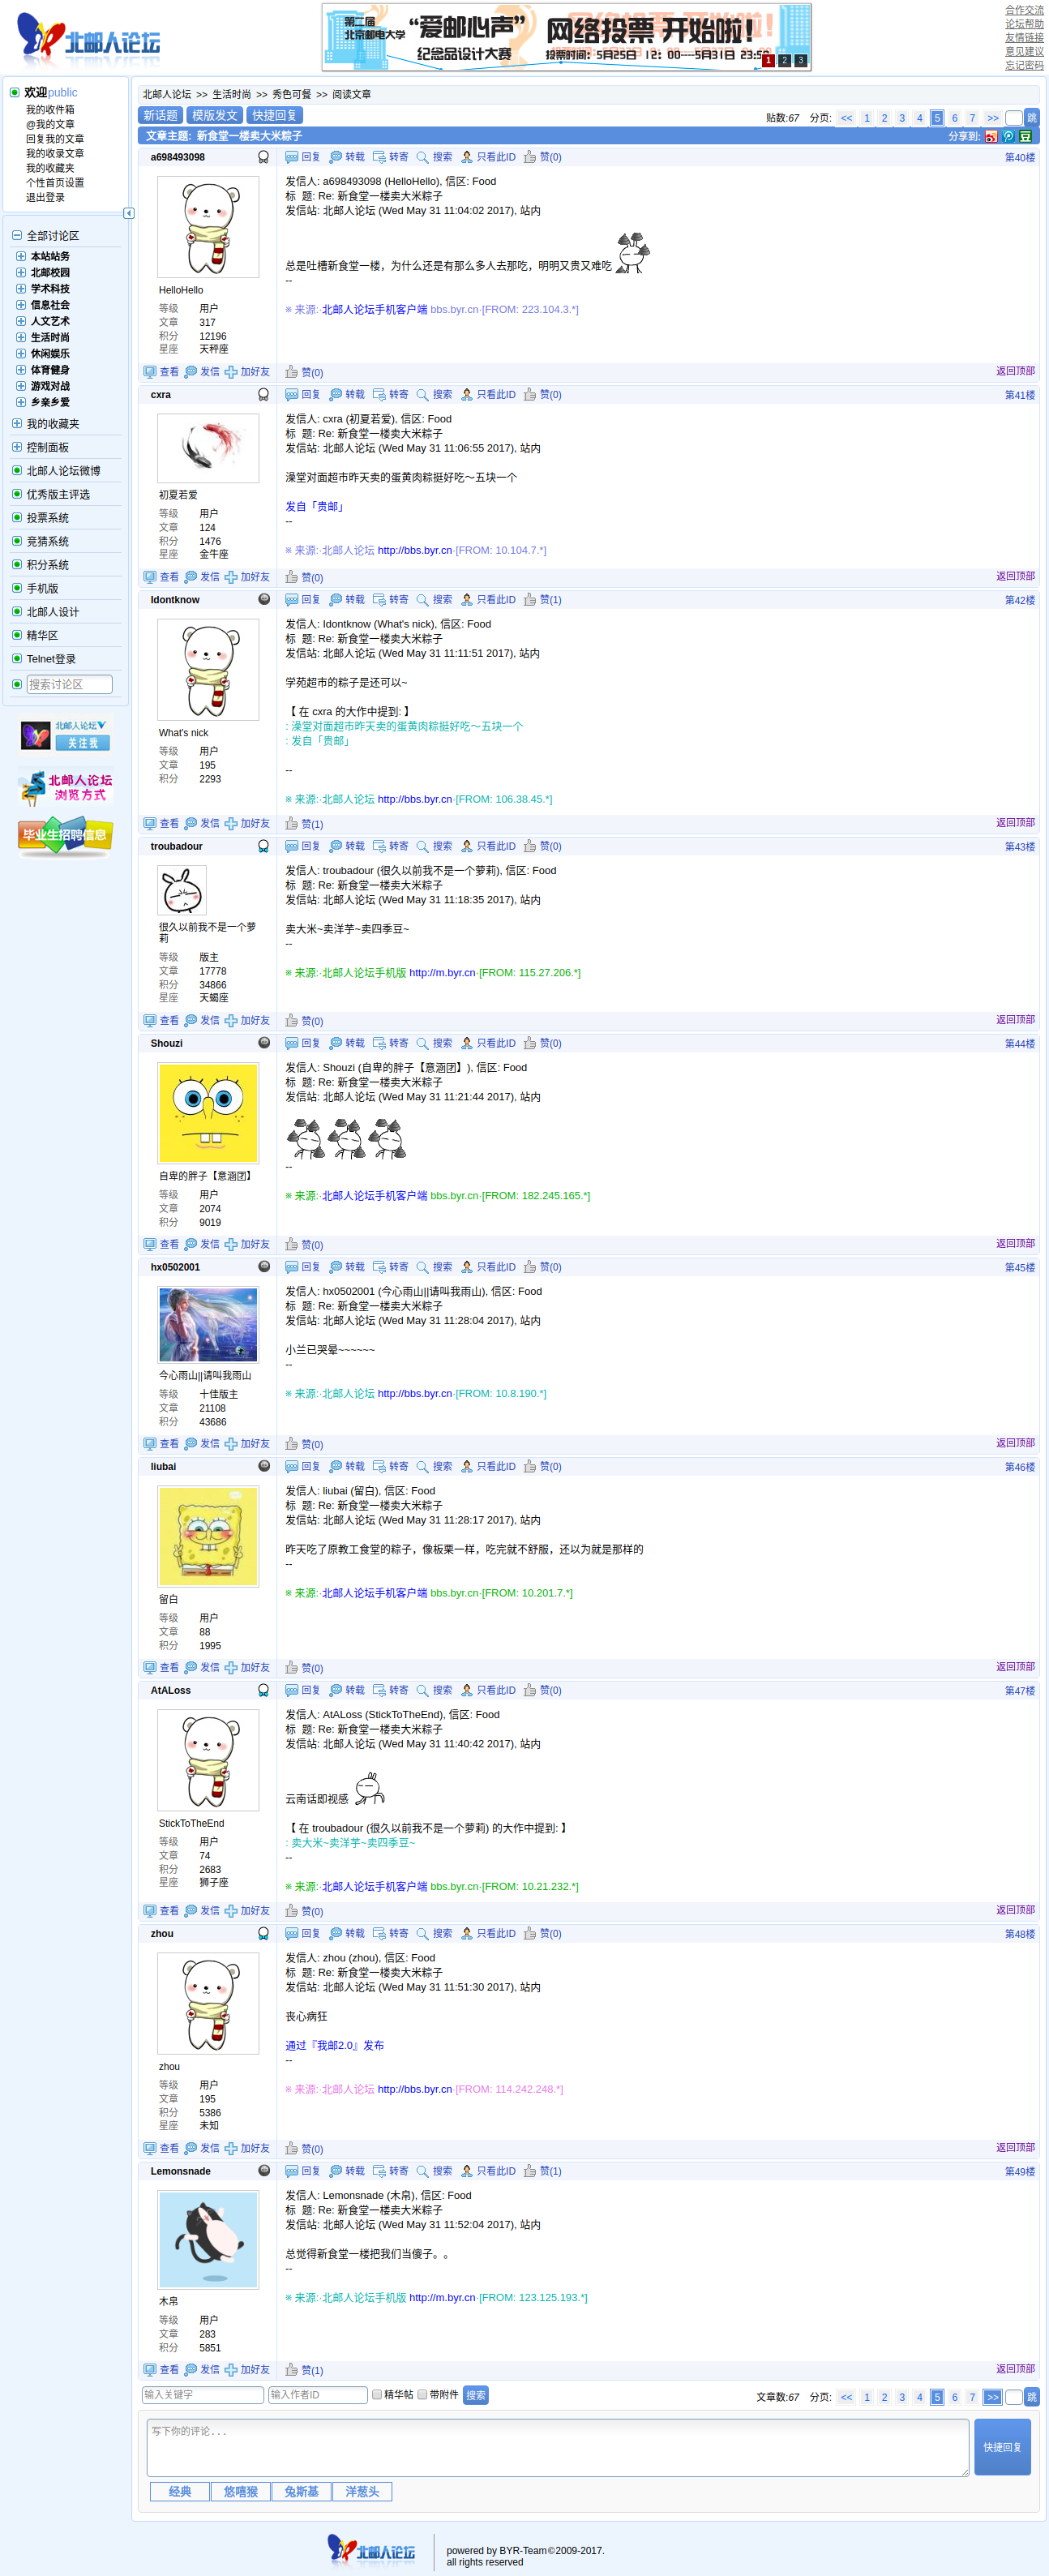 北邮人论坛
第二届
北京邮电大学
“爱邮心声”
纪念品设计大赛
网络投票 开始啦！
投票时间：5月25日 12：00----5月31日 23:59
1 2 3
合作交流
论坛帮助
友情链接
意见建议
忘记密码
欢迎public
我的收件箱
@我的文章
回复我的文章
我的收录文章
我的收藏夹
个性首页设置
退出登录
全部讨论区
本站站务
北邮校园
学术科技
信息社会
人文艺术
生活时尚
休闲娱乐
体育健身
游戏对战
乡亲乡爱
我的收藏夹
控制面板
北邮人论坛微博
优秀版主评选
投票系统
竞猜系统
积分系统
手机版
北邮人设计
精华区
Telnet登录
搜索讨论区
北邮人论坛
关注我
北邮人论坛
浏览方式
毕业生招聘信息
北邮人论坛 >> 生活时尚 >> 秀色可餐 >> 阅读文章
新话题 模版发文 快捷回复
贴数:67 分页: << 1 2 3 4 5 6 7 >> 跳
文章主题: 新食堂一楼卖大米粽子
分享到:
a698493098
回复 转载 转寄 搜索 只看此ID 赞(0)
第40楼
HelloHello
等级 用户
文章 317
积分 12196
星座 天秤座
发信人: a698493098 (HelloHello), 信区: Food
标 题: Re: 新食堂一楼卖大米粽子
发信站: 北邮人论坛 (Wed May 31 11:04:02 2017), 站内
总是吐槽新食堂一楼，为什么还是有那么多人去那吃，明明又贵又难吃
--
※ 来源:·北邮人论坛手机客户端 bbs.byr.cn·[FROM: 223.104.3.*]
查看 发信 加好友 赞(0)
返回顶部
cxra
回复 转载 转寄 搜索 只看此ID 赞(0)
第41楼
初夏若爱
等级 用户
文章 124
积分 1476
星座 金牛座
发信人: cxra (初夏若爱), 信区: Food
标 题: Re: 新食堂一楼卖大米粽子
发信站: 北邮人论坛 (Wed May 31 11:06:55 2017), 站内
澡堂对面超市昨天卖的蛋黄肉粽挺好吃～五块一个
发自「贵邮」
--
※ 来源:·北邮人论坛 http://bbs.byr.cn·[FROM: 10.104.7.*]
查看 发信 加好友 赞(0)
返回顶部
Idontknow
回复 转载 转寄 搜索 只看此ID 赞(1)
第42楼
What's nick
等级 用户
文章 195
积分 2293
发信人: Idontknow (What's nick), 信区: Food
标 题: Re: 新食堂一楼卖大米粽子
发信站: 北邮人论坛 (Wed May 31 11:11:51 2017), 站内
学苑超市的粽子是还可以~
【 在 cxra 的大作中提到: 】
: 澡堂对面超市昨天卖的蛋黄肉粽挺好吃～五块一个
: 发自「贵邮」
--
※ 来源:·北邮人论坛 http://bbs.byr.cn·[FROM: 106.38.45.*]
查看 发信 加好友 赞(1)
返回顶部
troubadour
回复 转载 转寄 搜索 只看此ID 赞(0)
第43楼
很久以前我不是一个萝
莉
等级 版主
文章 17778
积分 34866
星座 天蝎座
发信人: troubadour (很久以前我不是一个萝莉), 信区: Food
标 题: Re: 新食堂一楼卖大米粽子
发信站: 北邮人论坛 (Wed May 31 11:18:35 2017), 站内
卖大米~卖洋芋~卖四季豆~
--
※ 来源:·北邮人论坛手机版 http://m.byr.cn·[FROM: 115.27.206.*]
查看 发信 加好友 赞(0)
返回顶部
Shouzi
回复 转载 转寄 搜索 只看此ID 赞(0)
第44楼
自卑的胖子【意涵团】
等级 用户
文章 2074
积分 9019
发信人: Shouzi (自卑的胖子【意涵团】), 信区: Food
标 题: Re: 新食堂一楼卖大米粽子
发信站: 北邮人论坛 (Wed May 31 11:21:44 2017), 站内
--
※ 来源:·北邮人论坛手机客户端 bbs.byr.cn·[FROM: 182.245.165.*]
查看 发信 加好友 赞(0)
返回顶部
hx0502001
回复 转载 转寄 搜索 只看此ID 赞(0)
第45楼
今心雨山||请叫我雨山
等级 十佳版主
文章 21108
积分 43686
发信人: hx0502001 (今心雨山||请叫我雨山), 信区: Food
标 题: Re: 新食堂一楼卖大米粽子
发信站: 北邮人论坛 (Wed May 31 11:28:04 2017), 站内
小兰已哭晕~~~~~~
--
※ 来源:·北邮人论坛 http://bbs.byr.cn·[FROM: 10.8.190.*]
查看 发信 加好友 赞(0)
返回顶部
liubai
回复 转载 转寄 搜索 只看此ID 赞(0)
第46楼
留白
等级 用户
文章 88
积分 1995
发信人: liubai (留白), 信区: Food
标 题: Re: 新食堂一楼卖大米粽子
发信站: 北邮人论坛 (Wed May 31 11:28:17 2017), 站内
昨天吃了原教工食堂的粽子，像板栗一样，吃完就不舒服，还以为就是那样的
--
※ 来源:·北邮人论坛手机客户端 bbs.byr.cn·[FROM: 10.201.7.*]
查看 发信 加好友 赞(0)
返回顶部
AtALoss
回复 转载 转寄 搜索 只看此ID 赞(0)
第47楼
StickToTheEnd
等级 用户
文章 74
积分 2683
星座 狮子座
发信人: AtALoss (StickToTheEnd), 信区: Food
标 题: Re: 新食堂一楼卖大米粽子
发信站: 北邮人论坛 (Wed May 31 11:40:42 2017), 站内
云南话即视感
【 在 troubadour (很久以前我不是一个萝莉) 的大作中提到: 】
: 卖大米~卖洋芋~卖四季豆~
--
※ 来源:·北邮人论坛手机客户端 bbs.byr.cn·[FROM: 10.21.232.*]
查看 发信 加好友 赞(0)
返回顶部
zhou
回复 转载 转寄 搜索 只看此ID 赞(0)
第48楼
zhou
等级 用户
文章 195
积分 5386
星座 未知
发信人: zhou (zhou), 信区: Food
标 题: Re: 新食堂一楼卖大米粽子
发信站: 北邮人论坛 (Wed May 31 11:51:30 2017), 站内
丧心病狂
通过『我邮2.0』发布
--
※ 来源:·北邮人论坛 http://bbs.byr.cn·[FROM: 114.242.248.*]
查看 发信 加好友 赞(0)
返回顶部
Lemonsnade
回复 转载 转寄 搜索 只看此ID 赞(1)
第49楼
木帛
等级 用户
文章 283
积分 5851
发信人: Lemonsnade (木帛), 信区: Food
标 题: Re: 新食堂一楼卖大米粽子
发信站: 北邮人论坛 (Wed May 31 11:52:04 2017), 站内
总觉得新食堂一楼把我们当傻子。。
--
※ 来源:·北邮人论坛手机版 http://m.byr.cn·[FROM: 123.125.193.*]
查看 发信 加好友 赞(1)
返回顶部
输入关键字 输入作者ID 精华帖 带附件 搜索
文章数:67 分页: << 1 2 3 4 5 6 7 >> 跳
写下你的评论...
快捷回复
经典 悠嘻猴 兔斯基 洋葱头
北邮人论坛
powered by BYR-Team©2009-2017.
all rights reserved